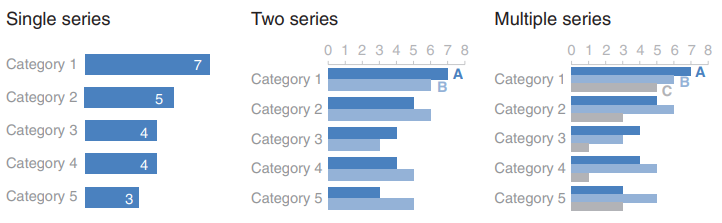 Single series
Category 1 7
Category 2 5
Category 3 4
Category 4 4
Category 5 3
Two series
0 1 2 3 4 5 6 7 8
Category 1 A
B
Category 2
Category 3
Category 4
Category 5
Multiple series
0 1 2 3 4 5 6 7 8
Category 1 A
B
C
Category 2
Category 3
Category 4
Category 5